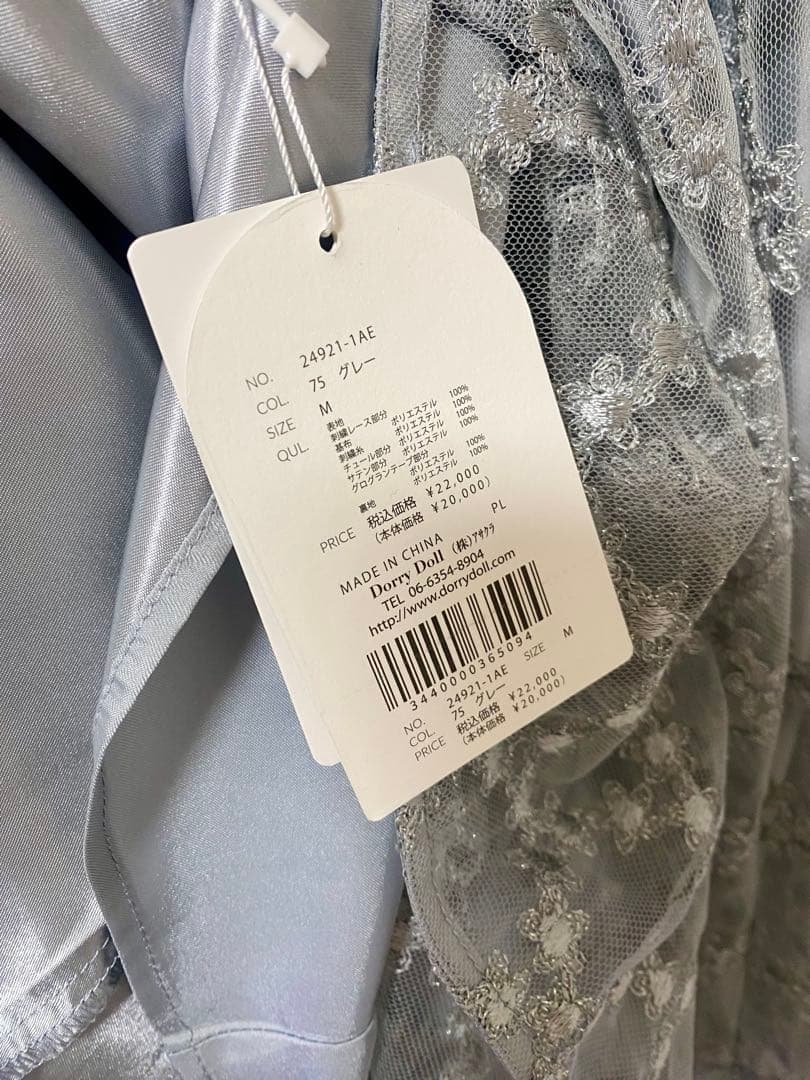 NO. 24921-1AE
COL. 75 グレー
SIZE M
QUL. 表地
刺繍レース部分
基布 ポリエステル 100%
刺繍糸 ポリエステル 100%
チュール部分 ポリエステル 100%
サテン部分 ポリエステル 100%
グログランテープ部分 ポリエステル 100%
裏地 ポリエステル 100%
PRICE 税込価格 ¥22,000
(本体価格 ¥20,000)
MADE IN CHINA PL
Dorry Doll (株)アサクラ
TEL 06-6354-8904
http://www.dorrydoll.com
3440000365094
NO. 24921-1AE SIZE M
COL. 75 グレー
PRICE 税込価格 ¥22,000
(本体価格 ¥20,000)